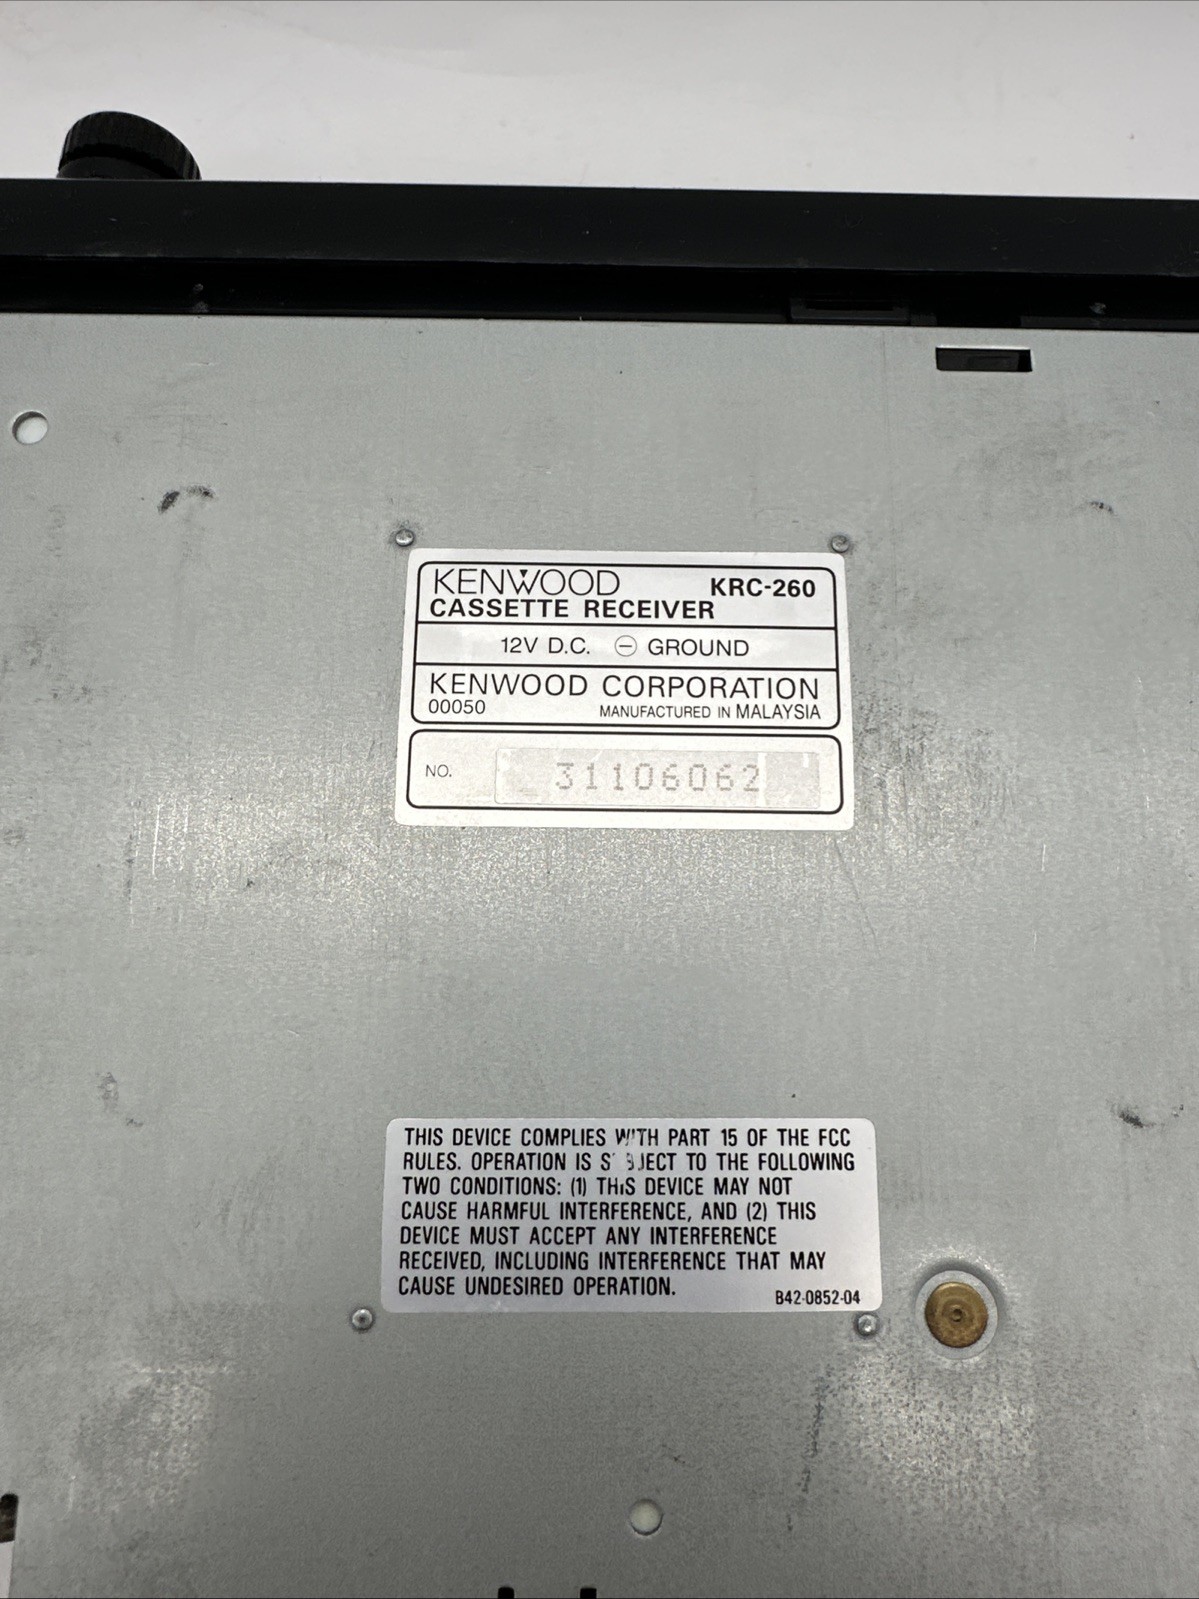 KENWOOD KRC-260
CASSETTE RECEIVER
12V D.C. ⊖ GROUND
KENWOOD CORPORATION
00050 MANUFACTURED IN MALAYSIA
NO. 31106062
THIS DEVICE COMPLIES WITH PART 15 OF THE FCC
RULES. OPERATION IS SUBJECT TO THE FOLLOWING
TWO CONDITIONS: (1) THIS DEVICE MAY NOT
CAUSE HARMFUL INTERFERENCE, AND (2) THIS
DEVICE MUST ACCEPT ANY INTERFERENCE
RECEIVED, INCLUDING INTERFERENCE THAT MAY
CAUSE UNDESIRED OPERATION.
B42-0852-04